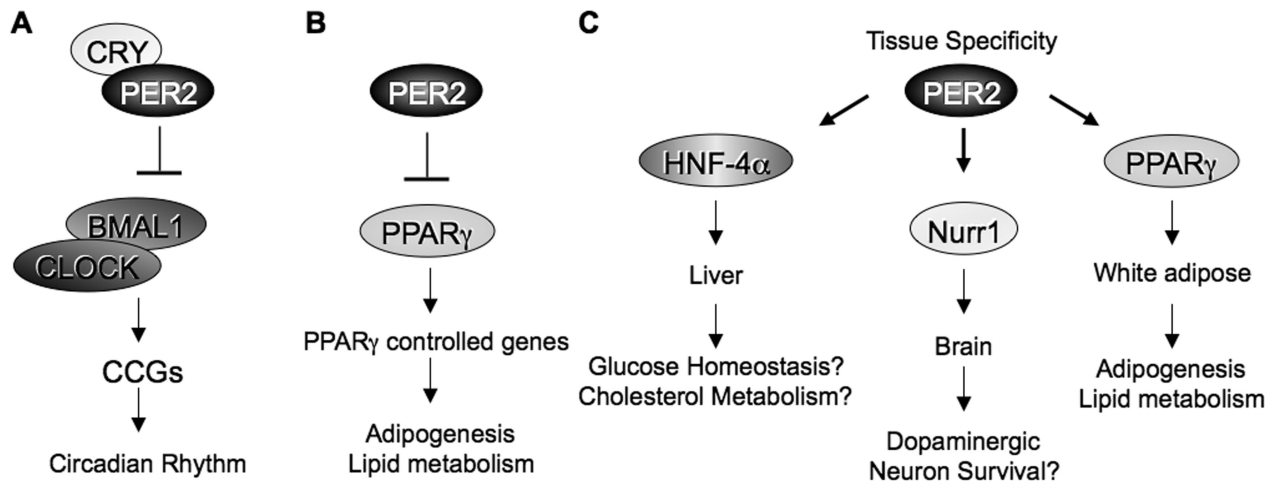 A
CRY
PER2
BMAL1
CLOCK
CCGs
Circadian Rhythm
B
PER2
PPARγ
PPARγ controlled genes
Adipogenesis
Lipid metabolism
C
Tissue Specificity
PER2
HNF-4α
Liver
Glucose Homeostasis?
Cholesterol Metabolism?
Nurr1
Brain
Dopaminergic
Neuron Survival?
PPARγ
White adipose
Adipogenesis
Lipid metabolism